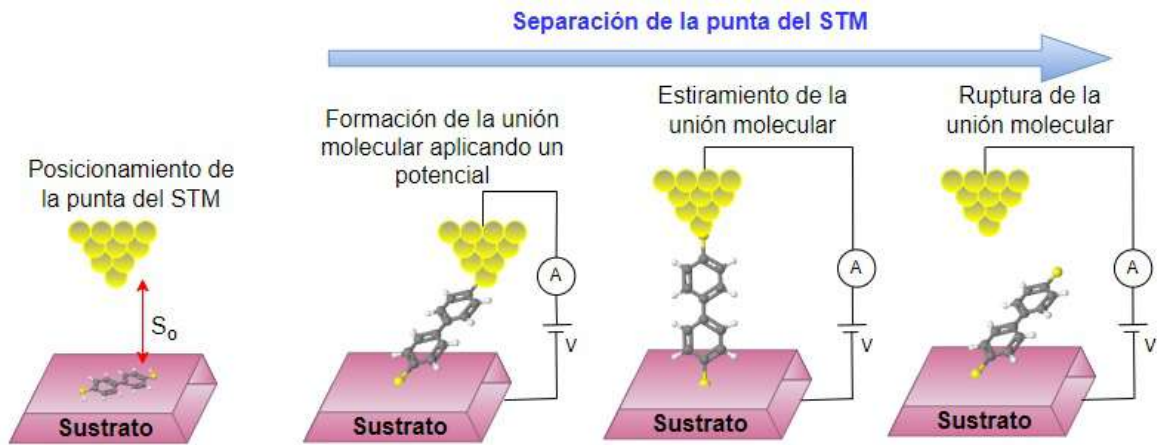 Separación de la punta del STM
Posicionamiento de
la punta del STM
Formación de la unión
molecular aplicando un
potencial
Estiramiento de la
unión molecular
Ruptura de la
unión molecular
S₀
A
V
A
V
A
V
Sustrato
Sustrato
Sustrato
Sustrato